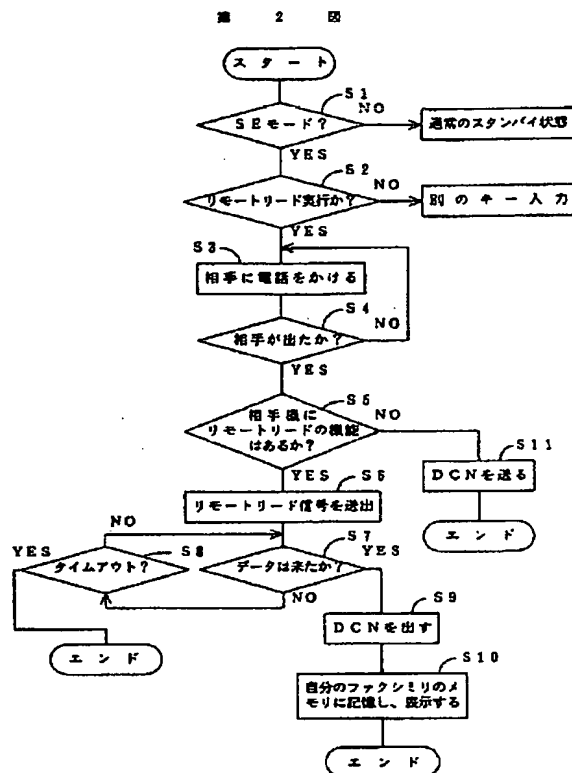 第 2 図
スタート
S1
SEモード？
NO
通常のスタンバイ状態
YES
S2
リモートリード実行か？
NO
別のキー入力
YES
S3
相手に電話をかける
S4
NO
相手が出たか？
YES
S5
相手機に
リモートリードの機能
はあるか？
NO
S11
DCNを送る
エンド
YES
S6
リモートリード信号を送出
NO
S7
YES
S8
タイムアウト？
データは来たか？
YES
NO
エンド
S9
DCNを出す
S10
自分のファクシミリのメ
モリに記憶し、表示する
エンド